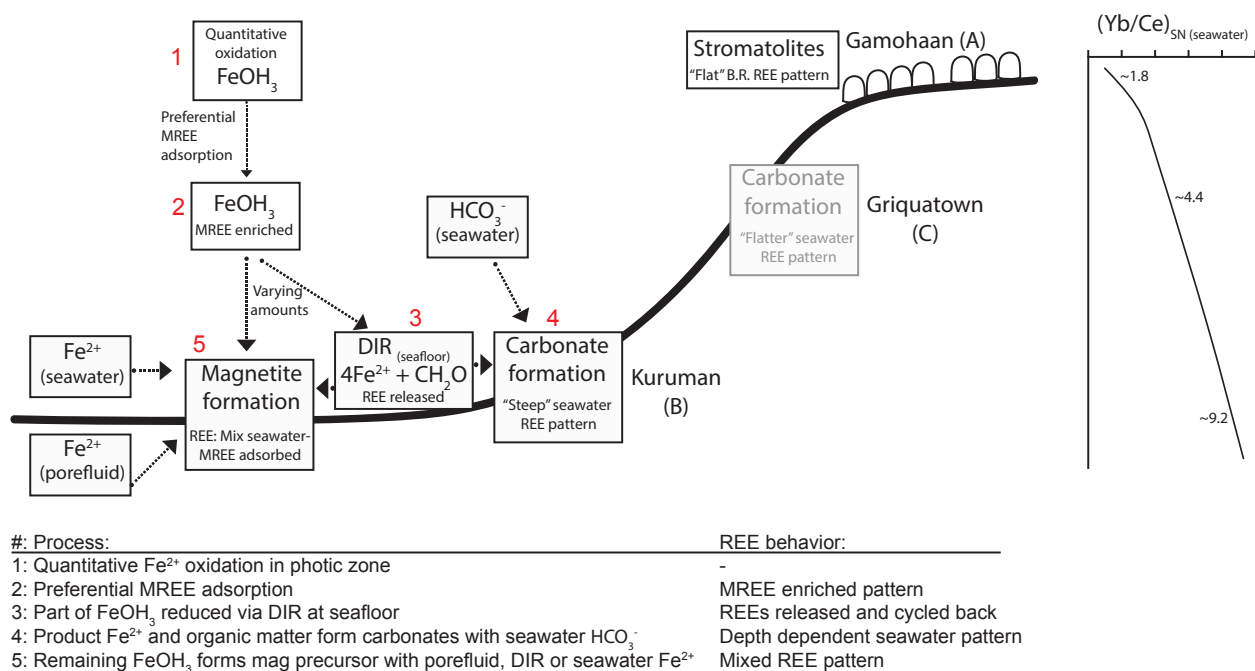 1
Quantitative
oxidation
FeOH₃
Preferential
MREE
adsorption
2
FeOH₃
MREE enriched
Varying
amounts
HCO₃⁻
(seawater)
Stromatolites
"Flat" B.R. REE pattern
Gamohaan (A)
Carbonate
formation
"Flatter" seawater
REE pattern
Griquatown
(C)
3
DIR (seafloor)
4Fe²⁺ + CH₂O
REE released
4
Carbonate
formation
"Steep" seawater
REE pattern
Kuruman
(B)
5
Magnetite
formation
REE: Mix seawater-
MREE adsorbed
Fe²⁺
(seawater)
Fe²⁺
(porefluid)
(Yb/Ce)SN (seawater)
~1.8
~4.4
~9.2
#: Process: REE behavior:
1: Quantitative Fe²⁺ oxidation in photic zone -
2: Preferential MREE adsorption MREE enriched pattern
3: Part of FeOH₃ reduced via DIR at seafloor REEs released and cycled back
4: Product Fe²⁺ and organic matter form carbonates with seawater HCO₃⁻ Depth dependent seawater pattern
5: Remaining FeOH₃ forms mag precursor with porefluid, DIR or seawater Fe²⁺ Mixed REE pattern